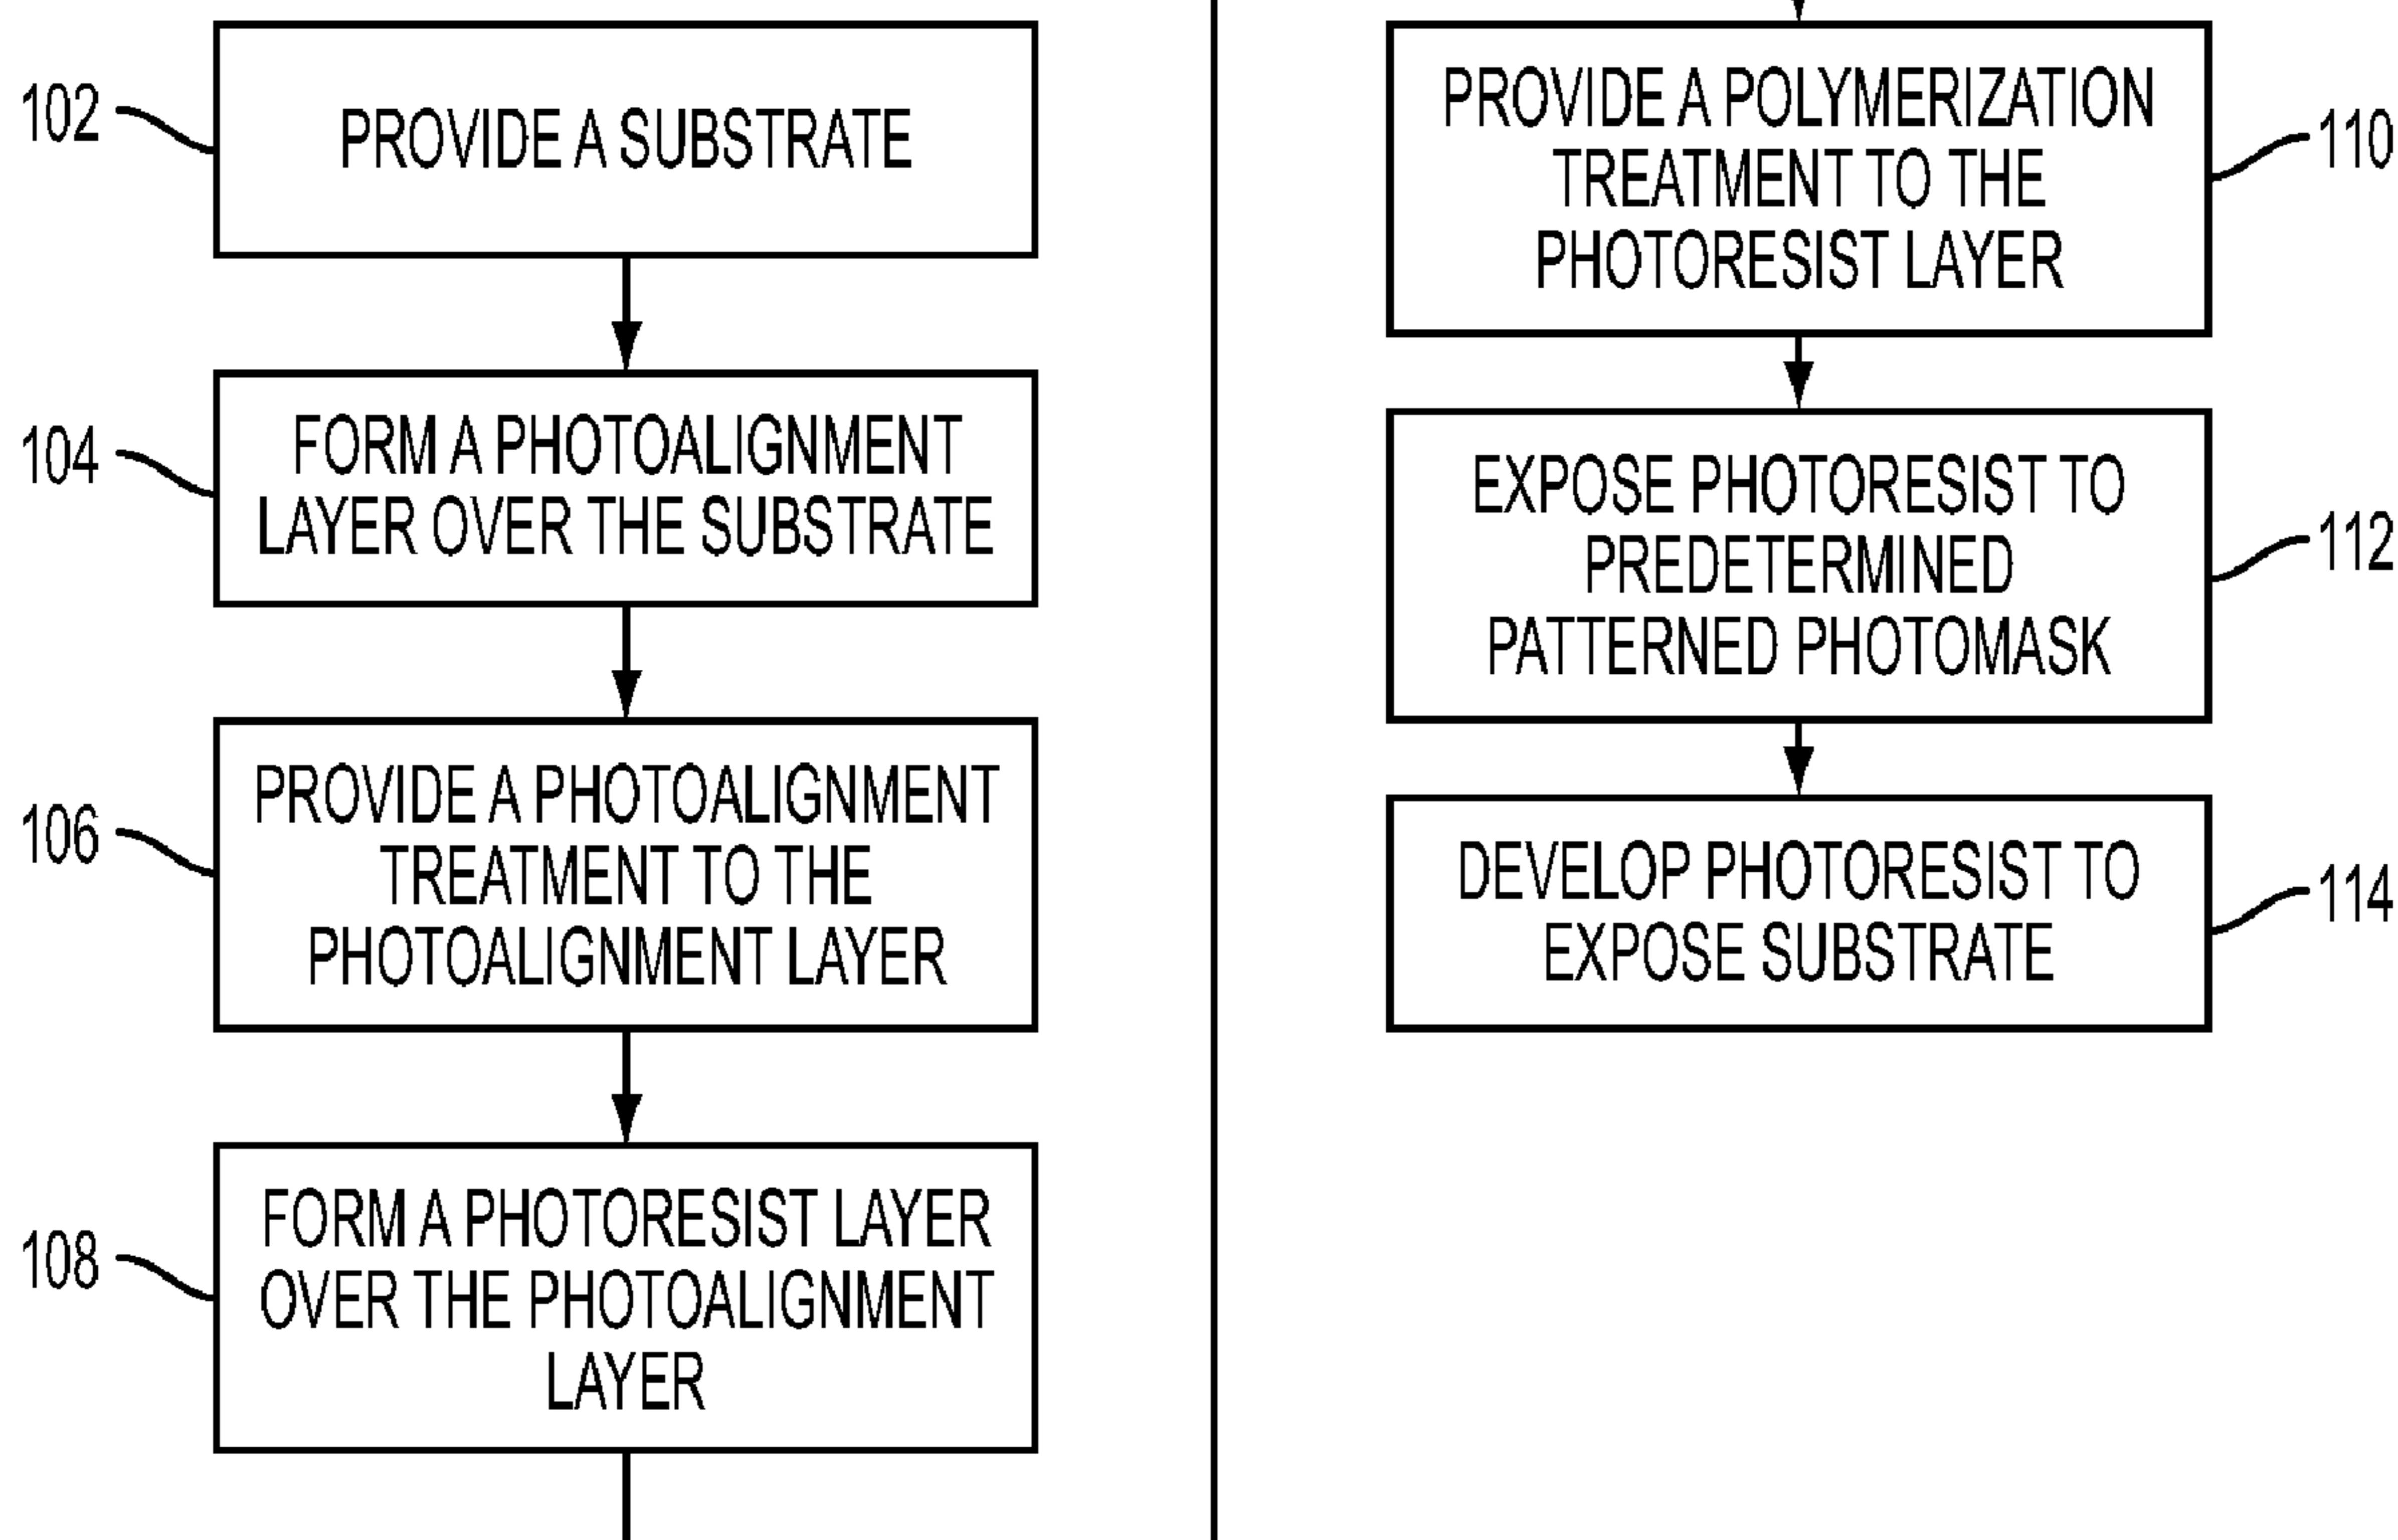 102
PROVIDE A SUBSTRATE
104
FORM A PHOTOALIGNMENT
LAYER OVER THE SUBSTRATE
106
PROVIDE A PHOTOALIGNMENT
TREATMENT TO THE
PHOTOALIGNMENT LAYER
108
FORM A PHOTORESIST LAYER
OVER THE PHOTOALIGNMENT
LAYER
PROVIDE A POLYMERIZATION
TREATMENT TO THE
PHOTORESIST LAYER
110
EXPOSE PHOTORESIST TO
PREDETERMINED
PATTERNED PHOTOMASK
112
DEVELOP PHOTORESIST TO
EXPOSE SUBSTRATE
114